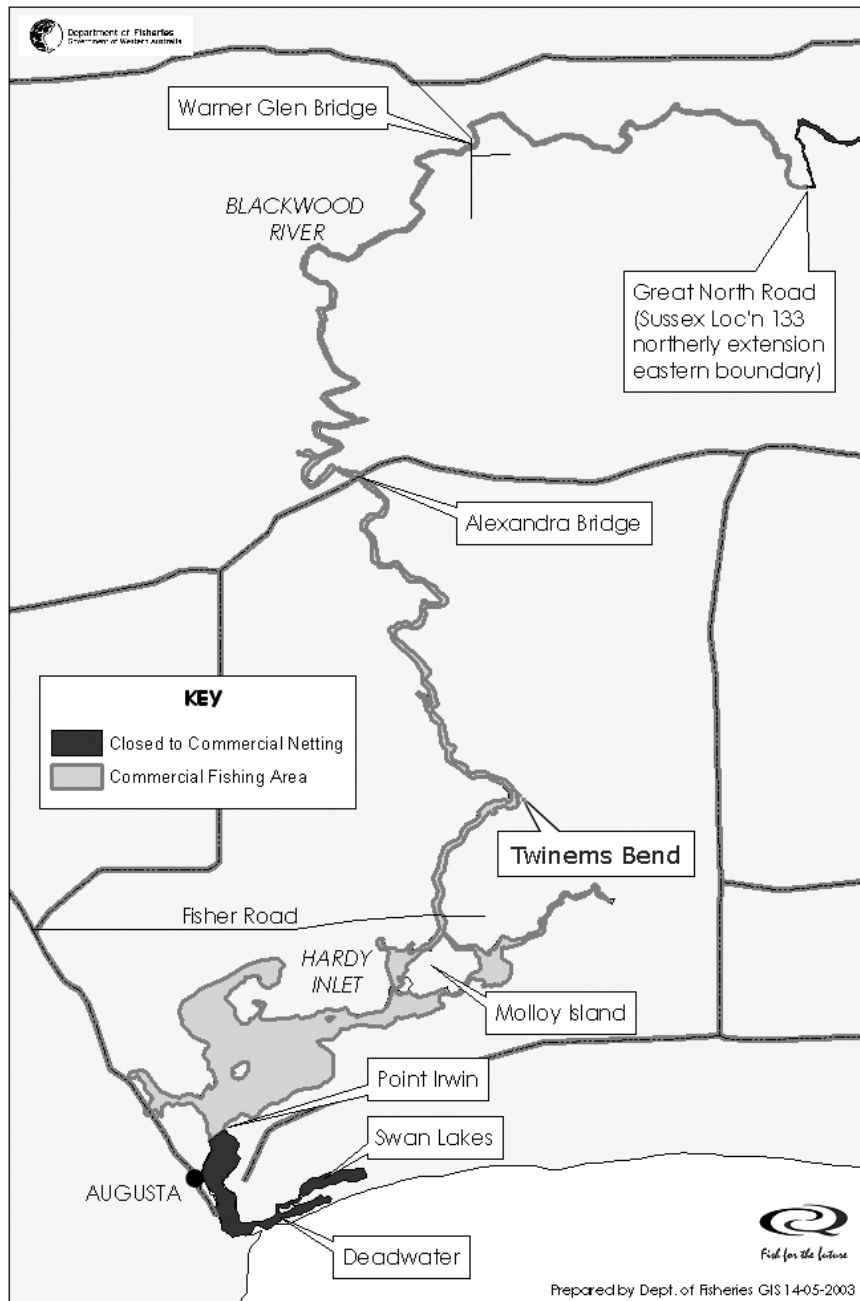 Department of Fisheries
Government of Western Australia
Warner Glen Bridge
BLACKWOOD
RIVER
Great North Road
(Sussex Loc'n 133
northerly extension
eastern boundary)
Alexandra Bridge
KEY
Closed to Commercial Netting
Commercial Fishing Area
Twinems Bend
Fisher Road
HARDY
INLET
Molloy Island
Point Irwin
Swan Lakes
AUGUSTA
Deadwater
Fish for the future
Prepared by Dept. of Fisheries GIS 14-05-2003